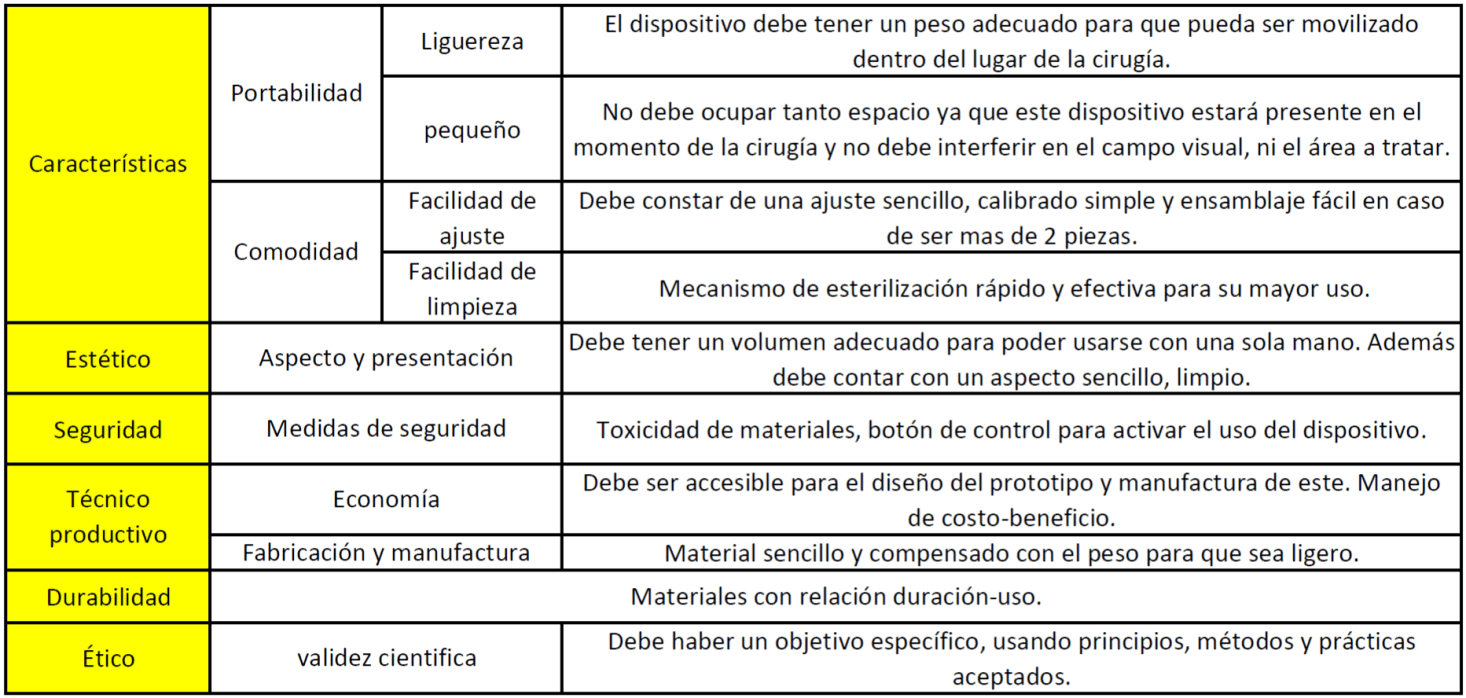 Características
Portabilidad
Liguereza
El dispositivo debe tener un peso adecuado para que pueda ser movilizado
dentro del lugar de la cirugía.
pequeño
No debe ocupar tanto espacio ya que este dispositivo estará presente en el
momento de la cirugía y no debe interferir en el campo visual, ni el área a tratar.
Comodidad
Facilidad de
ajuste
Debe constar de una ajuste sencillo, calibrado simple y ensamblaje fácil en caso
de ser mas de 2 piezas.
Facilidad de
limpieza
Mecanismo de esterilización rápido y efectiva para su mayor uso.
Estético
Aspecto y presentación
Debe tener un volumen adecuado para poder usarse con una sola mano. Además
debe contar con un aspecto sencillo, limpio.
Seguridad
Medidas de seguridad
Toxicidad de materiales, botón de control para activar el uso del dispositivo.
Técnico
productivo
Economía
Debe ser accesible para el diseño del prototipo y manufactura de este. Manejo
de costo-beneficio.
Fabricación y manufactura
Material sencillo y compensado con el peso para que sea ligero.
Durabilidad
Materiales con relación duración-uso.
Ético
validez cientifica
Debe haber un objetivo específico, usando principios, métodos y prácticas
aceptados.